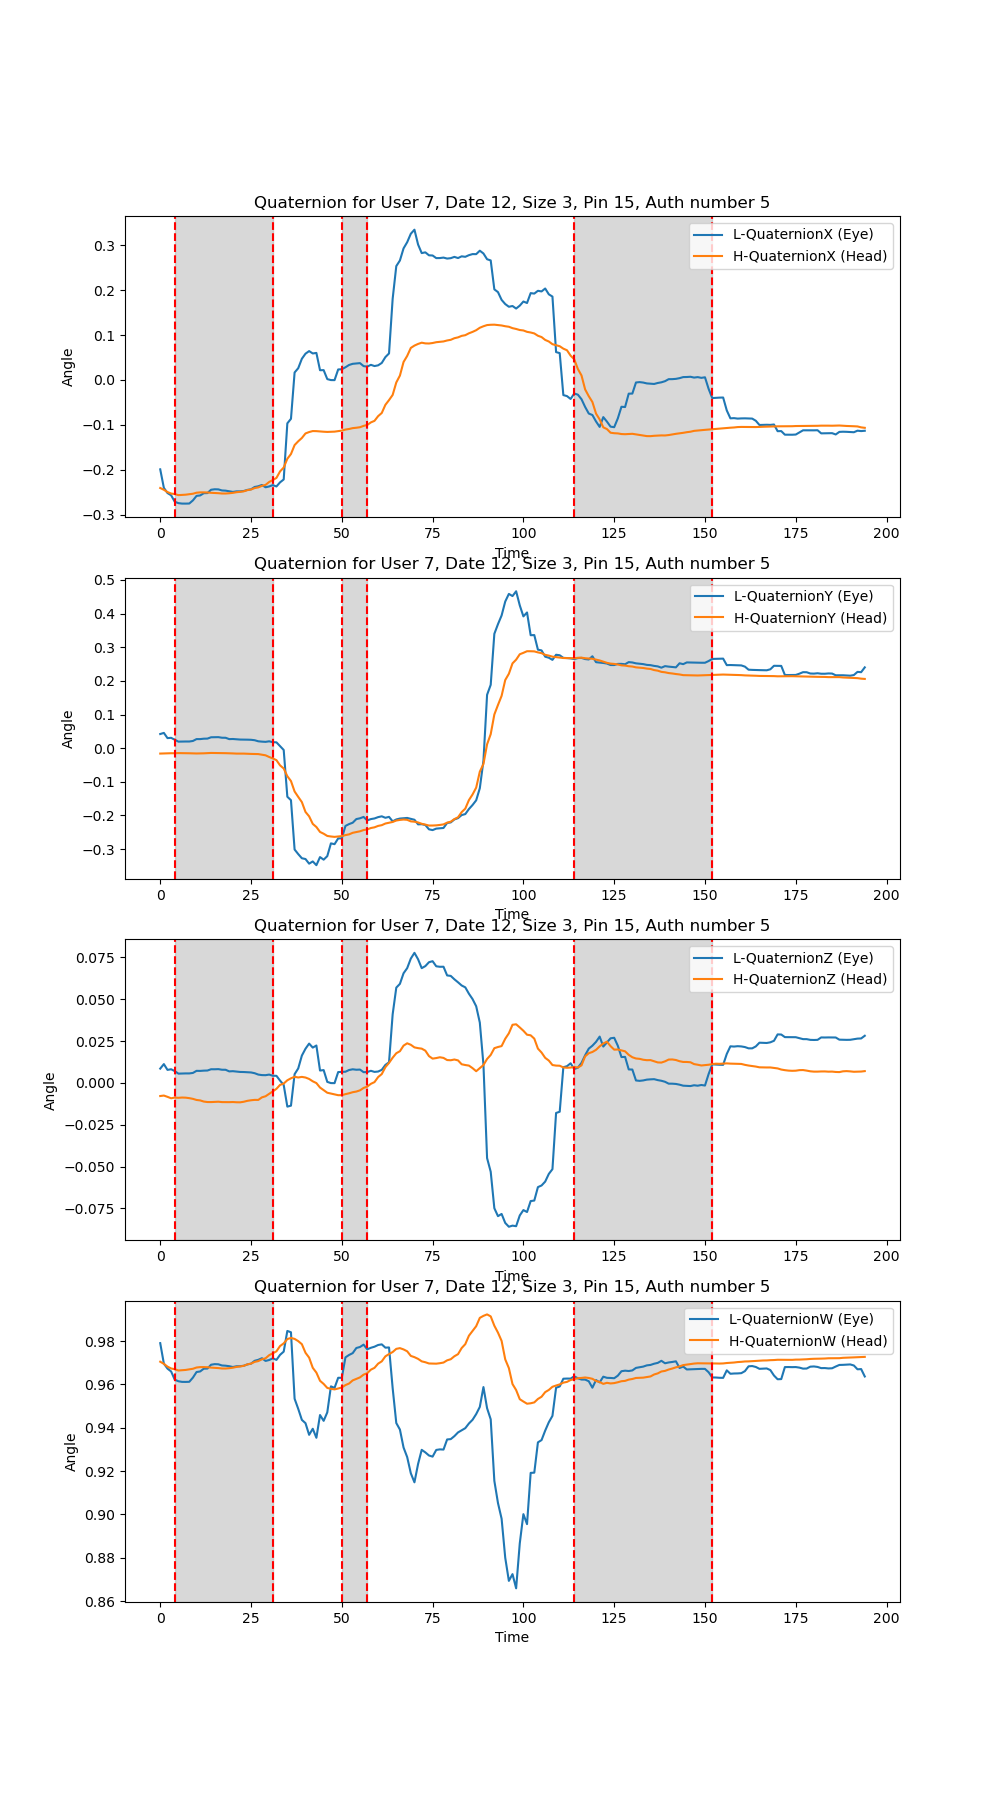 Quaternion for User 7, Date 12, Size 3, Pin 15, Auth number 5
L-QuaternionX (Eye)
H-QuaternionX (Head)
Angle
0.3
0.2
0.1
0.0
−0.1
−0.2
−0.3
0 25 50 75 100 125 150 175 200
Time
Quaternion for User 7, Date 12, Size 3, Pin 15, Auth number 5
L-QuaternionY (Eye)
H-QuaternionY (Head)
Angle
0.5
0.4
0.3
0.2
0.1
0.0
−0.1
−0.2
−0.3
0 25 50 75 100 125 150 175 200
Time
Quaternion for User 7, Date 12, Size 3, Pin 15, Auth number 5
L-QuaternionZ (Eye)
H-QuaternionZ (Head)
Angle
0.075
0.050
0.025
0.000
−0.025
−0.050
−0.075
0 25 50 75 100 125 150 175 200
Time
Quaternion for User 7, Date 12, Size 3, Pin 15, Auth number 5
L-QuaternionW (Eye)
H-QuaternionW (Head)
Angle
0.98
0.96
0.94
0.92
0.90
0.88
0.86
0 25 50 75 100 125 150 175 200
Time